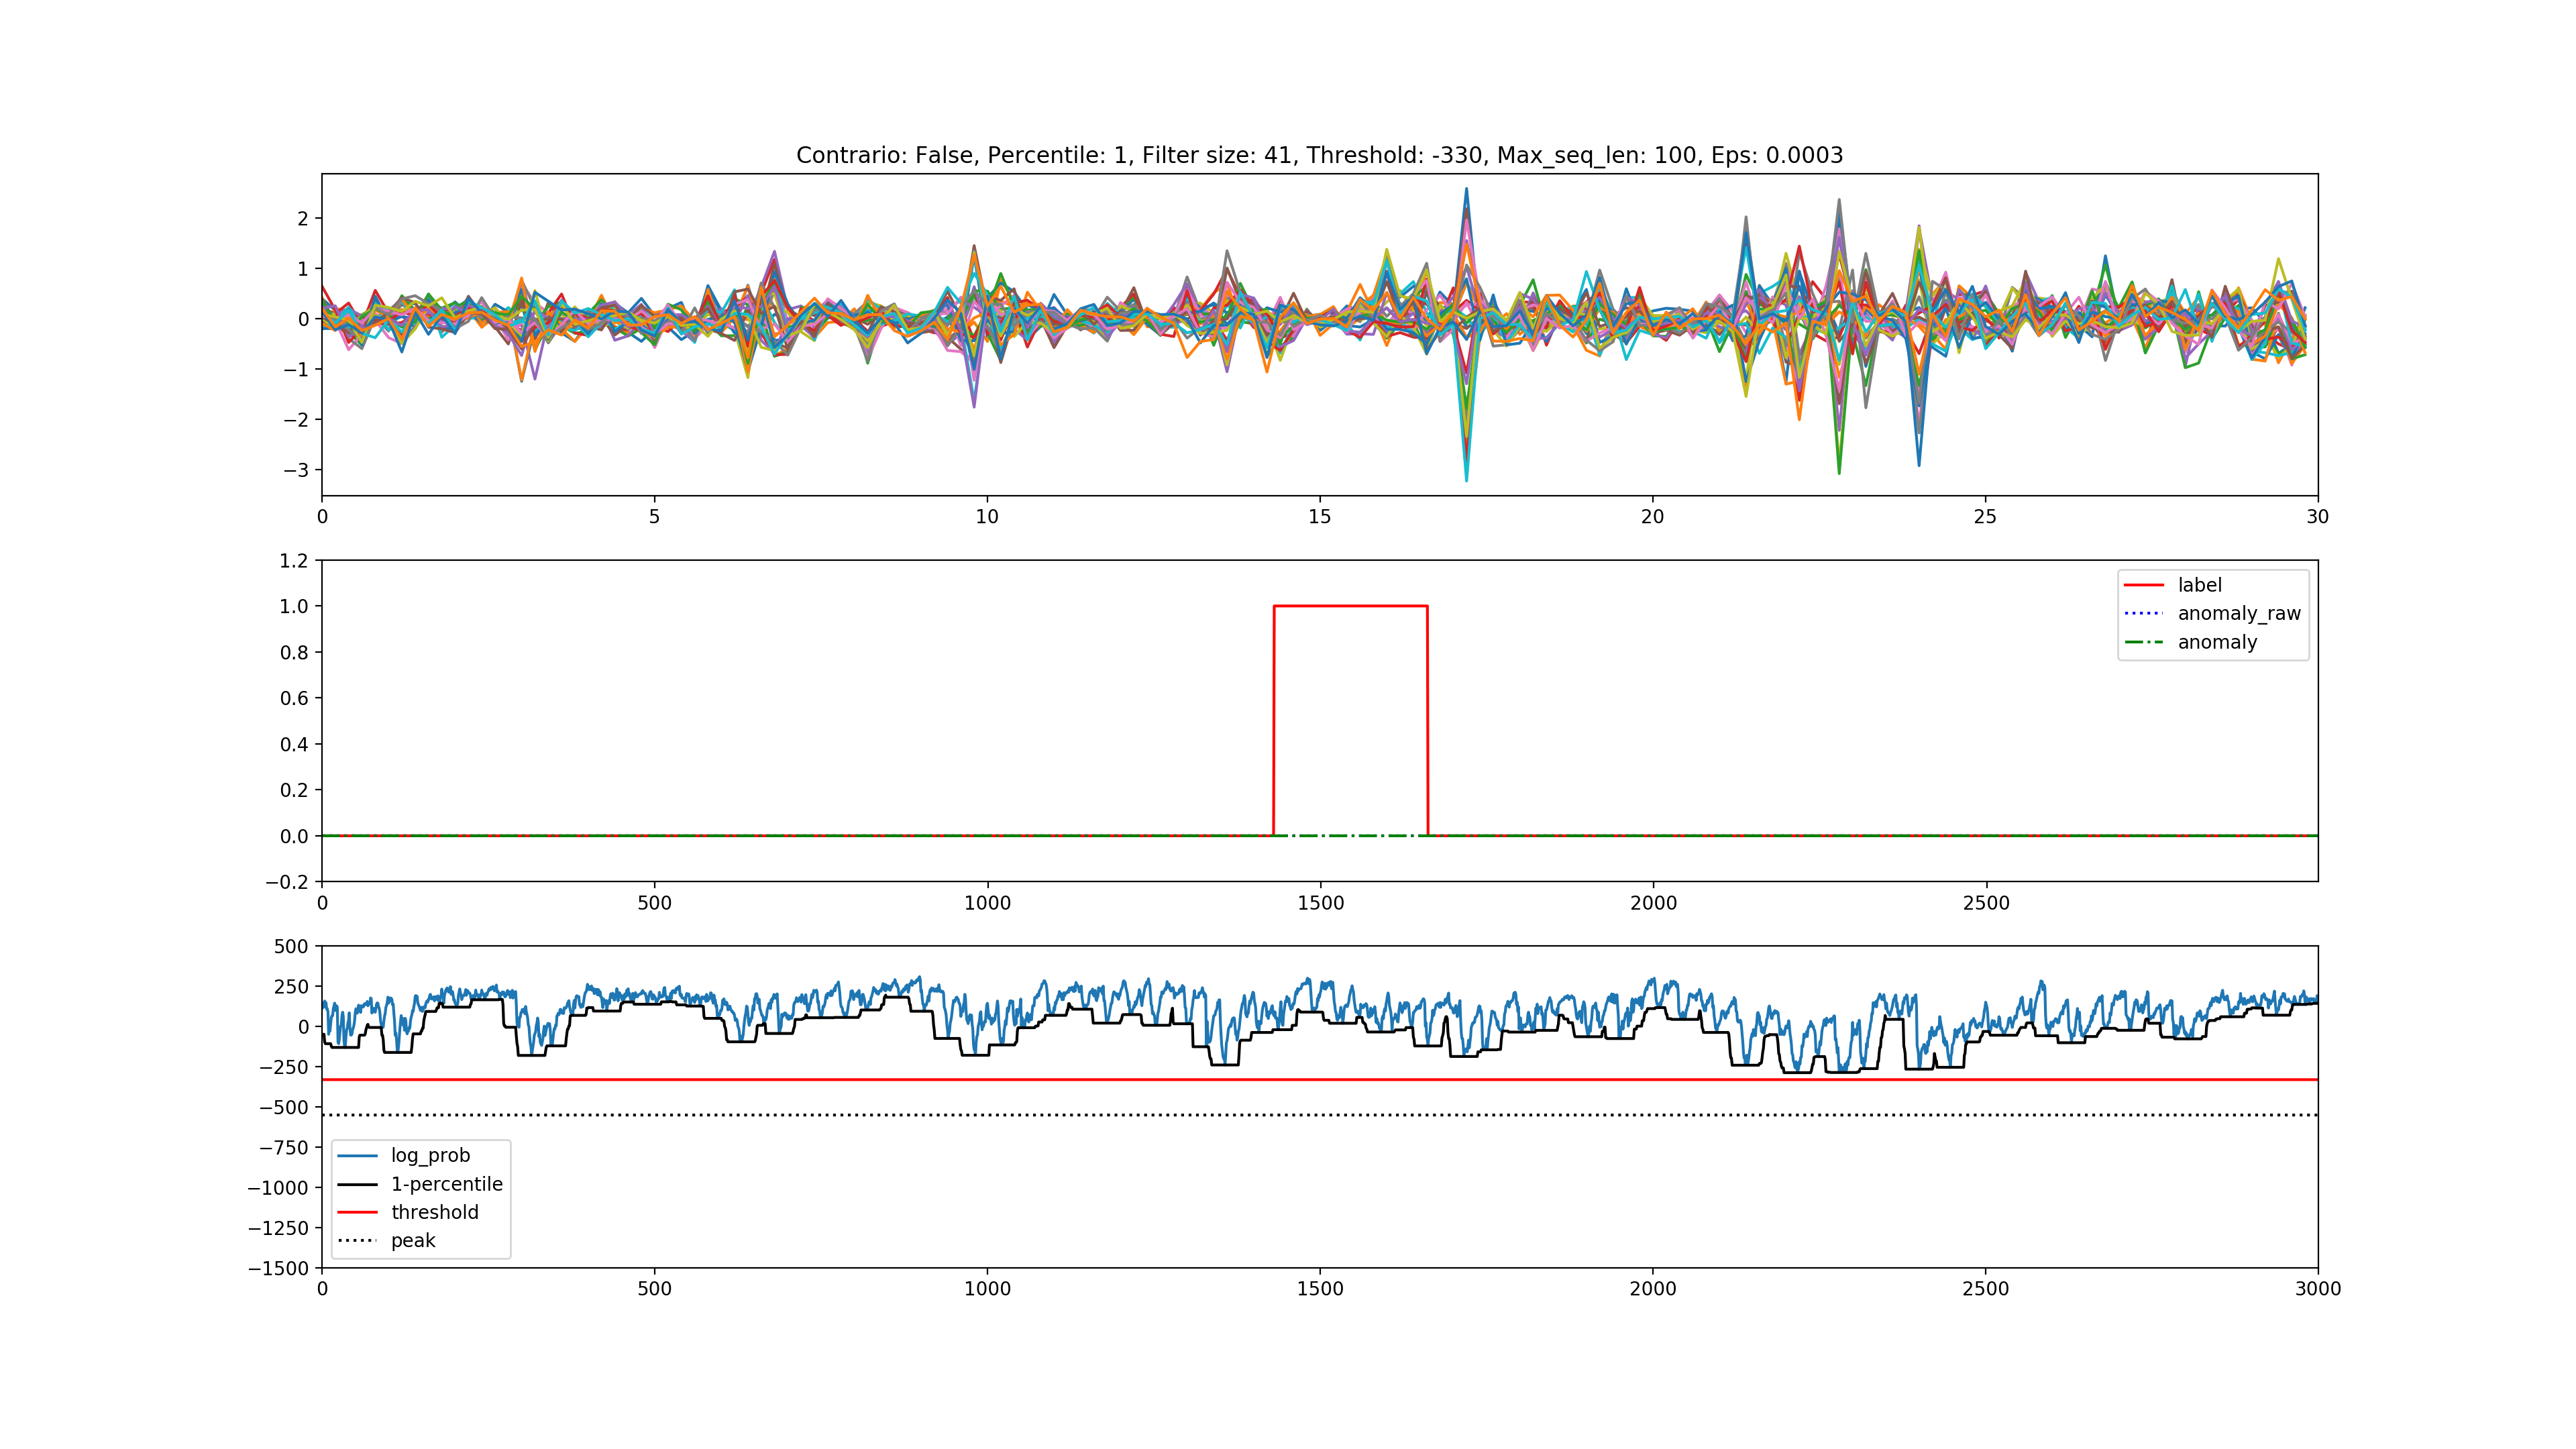 Contrario: False, Percentile: 1, Filter size: 41, Threshold: -330, Max_seq_len: 100, Eps: 0.0003
2
1
0
−1
−2
−3
0 5 10 15 20 25 30
1.2
1.0
0.8
0.6
0.4
0.2
0.0
−0.2
label
anomaly_raw
anomaly
0 500 1000 1500 2000 2500
500
250
0
−250
−500
−750
−1000
−1250
−1500
log_prob
1-percentile
threshold
peak
0 500 1000 1500 2000 2500 3000